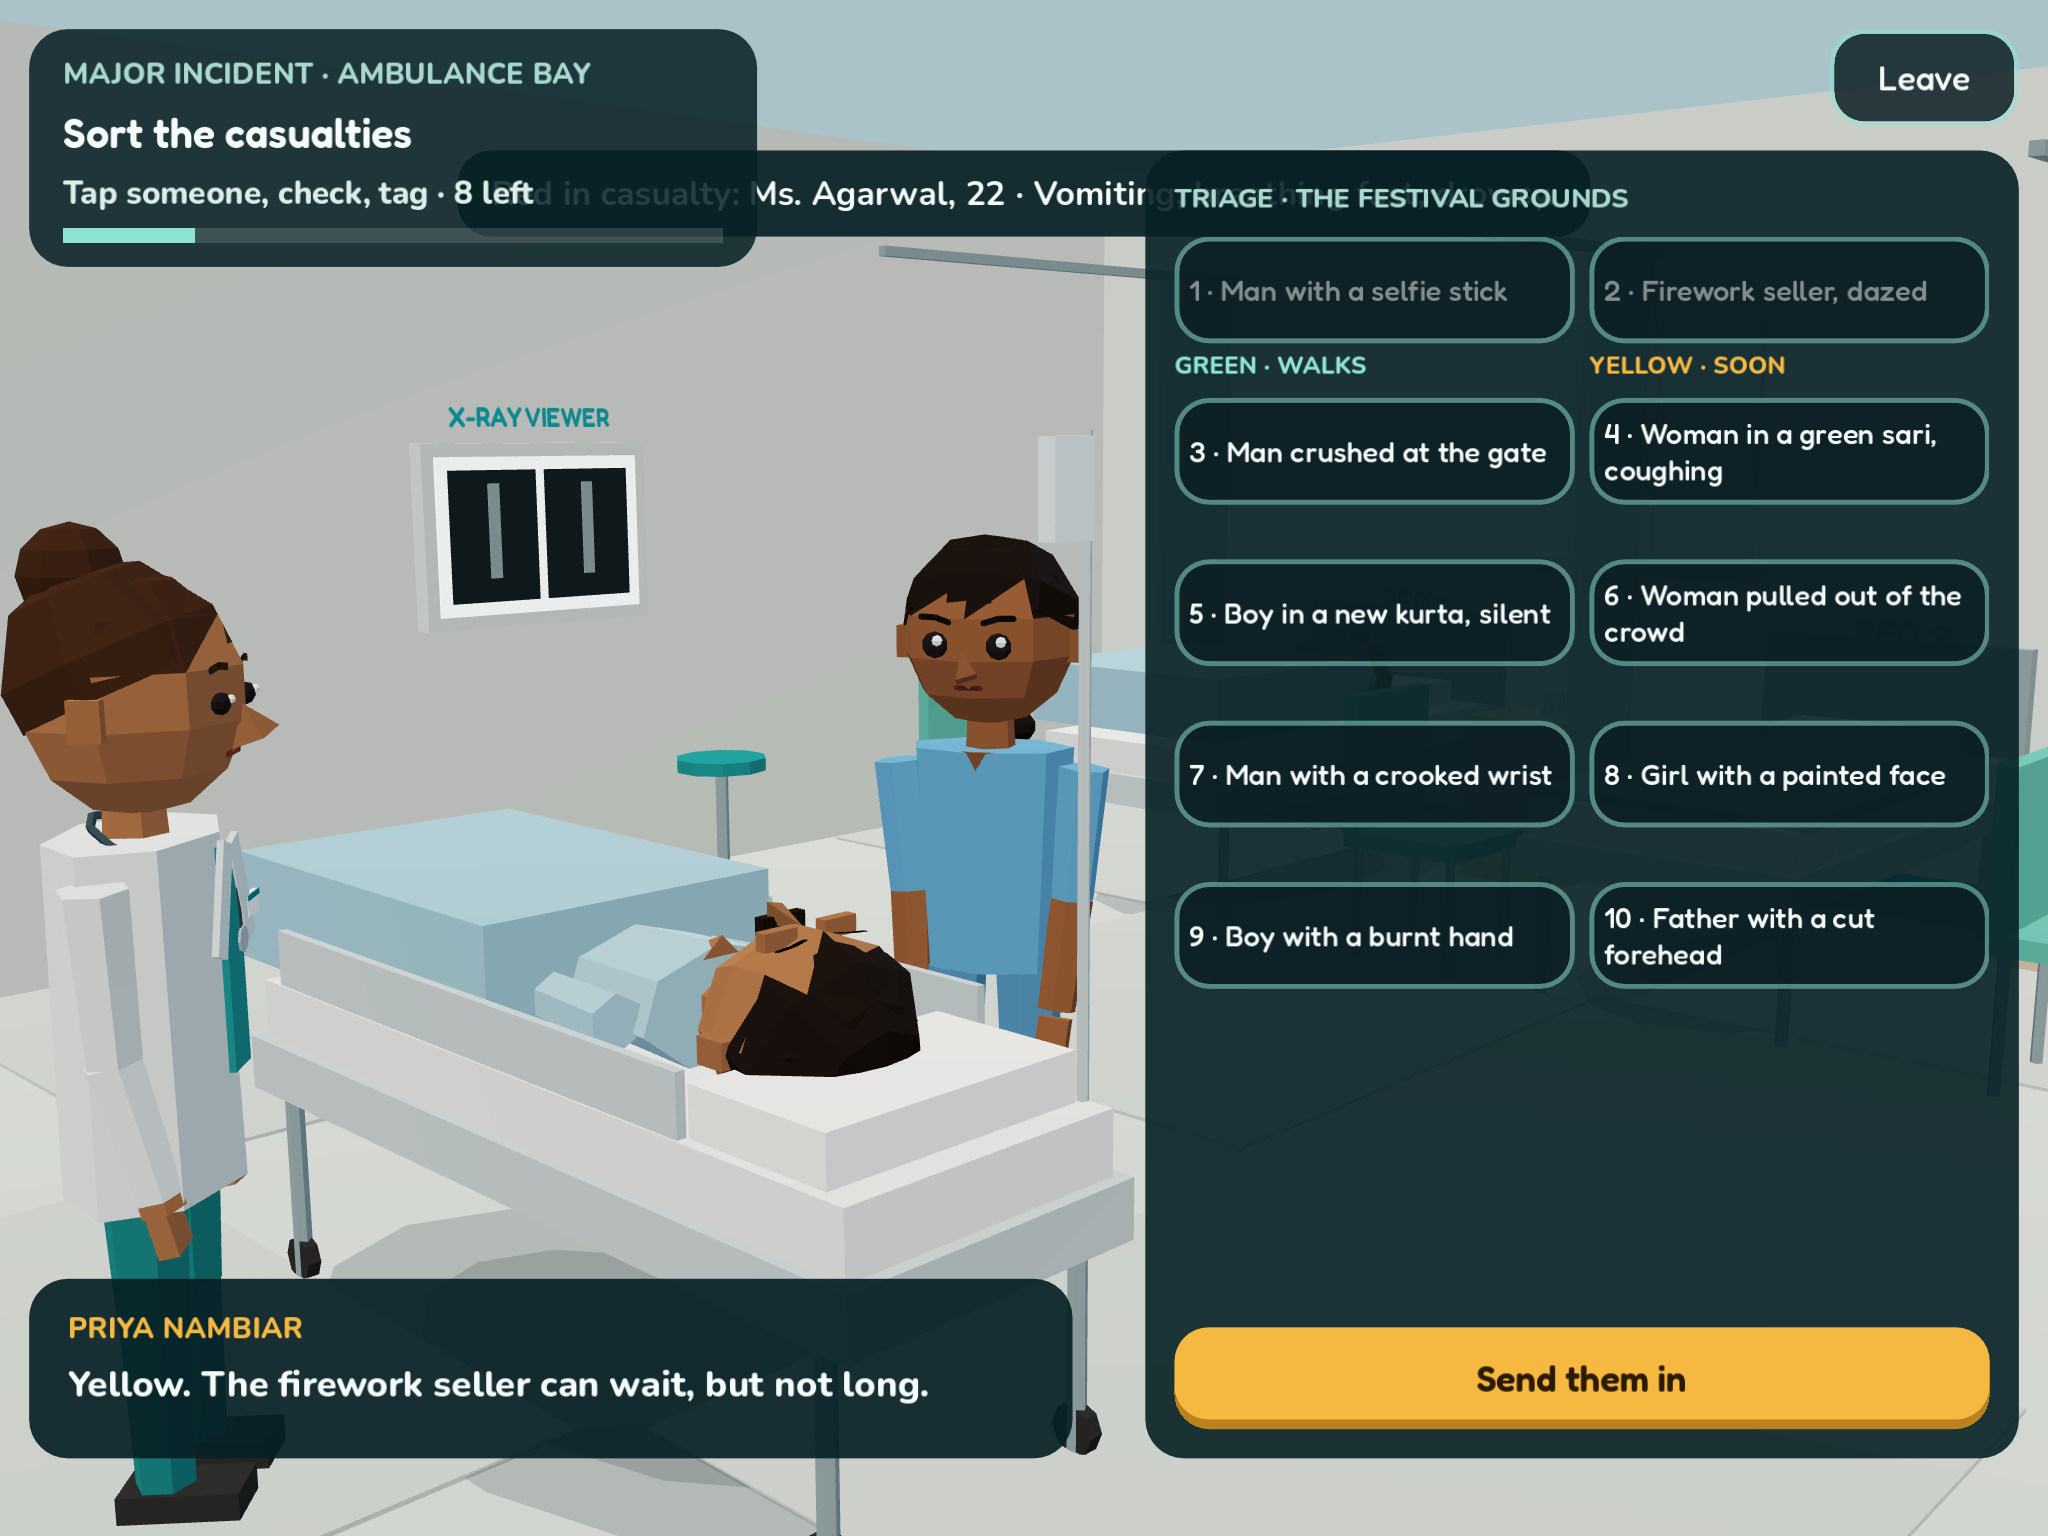 MAJOR INCIDENT · AMBULANCE BAY
Sort the casualties
Tap someone, check, tag · 8 left
in casualty: Ms. Agarwal, 22 · Vomiting
Leave
TRIAGE · THE FESTIVAL GROUNDS
1 · Man with a selfie stick
2 · Firework seller, dazed
GREEN · WALKS
YELLOW · SOON
3 · Man crushed at the gate
4 · Woman in a green sari,
coughing
5 · Boy in a new kurta, silent
6 · Woman pulled out of the
crowd
7 · Man with a crooked wrist
8 · Girl with a painted face
9 · Boy with a burnt hand
10 · Father with a cut
forehead
Send them in
X-RAY VIEWER
PRIYA NAMBIAR
Yellow. The firework seller can wait, but not long.